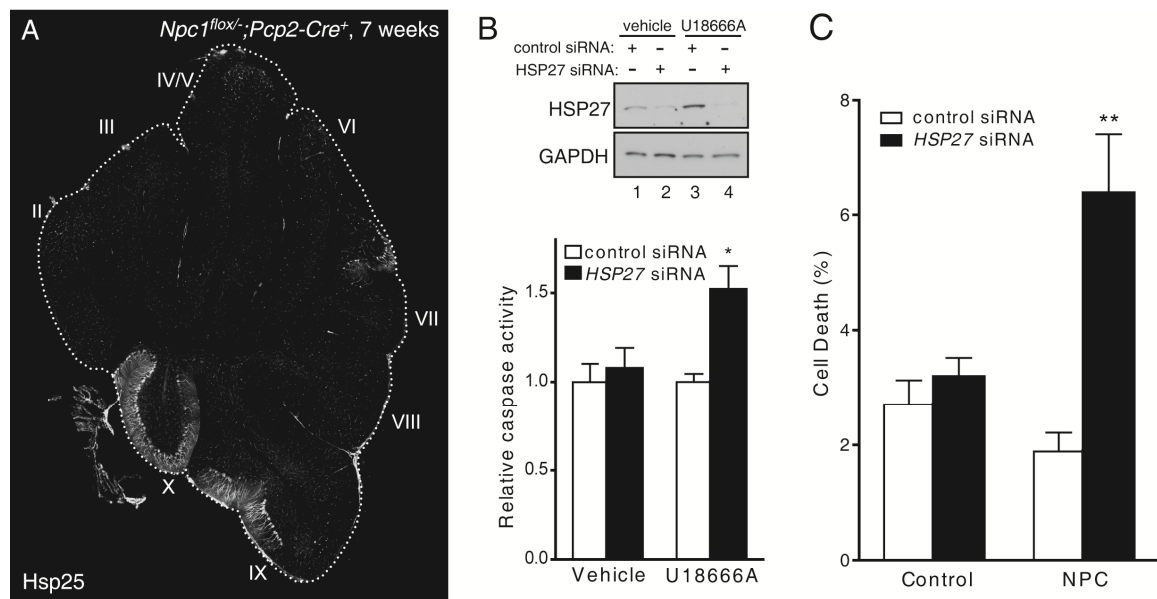 A
Npc1flox/-;Pcp2-Cre+, 7 weeks
IV/V
III
VI
II
VII
VIII
X
IX
Hsp25
B
vehicle U18666A
control siRNA: + – + –
HSP27 siRNA: – + – +
HSP27
GAPDH
1 2 3 4
control siRNA
HSP27 siRNA
*
Relative caspase activity
1.5
1.0
0.5
0.0
Vehicle U18666A
C
control siRNA
HSP27 siRNA
**
Cell Death (%)
8
6
4
2
0
Control NPC